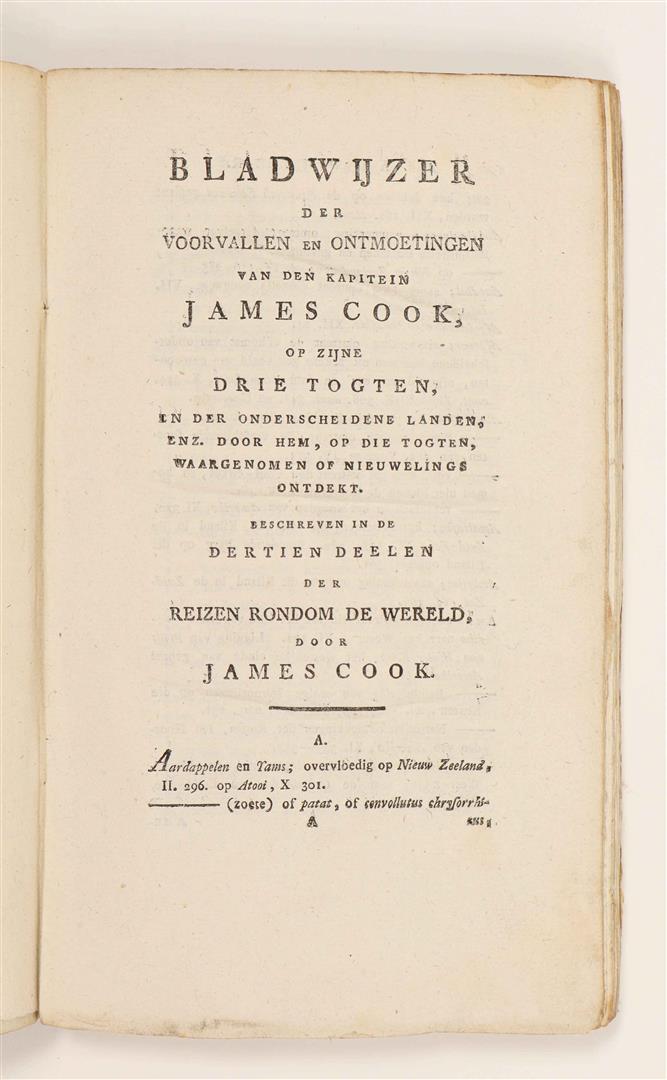 BLADWIJZER
DER
VOORVALLEN EN ONTMOETINGEN
VAN DEN KAPITEIN
JAMES COOK,
OP ZIJNE
DRIE TOGTEN,
IN DER ONDERSCHEIDENE LANDEN,
ENZ. DOOR HEM, OP DIE TOGTEN,
WAARGENOMEN OF NIEUWELINGS
ONTDEKT.
BESCHREVEN IN DE
DERTIEN DEELEN
DER
REIZEN RONDOM DE WERELD,
DOOR
JAMES COOK.
A.
Aardappelen en Yams; overvloedig op Nieuw Zeeland,
II. 296. op Atooi, X 301.
——— (zoete) of patat, of convollutus chryſorrhi-
A zus,